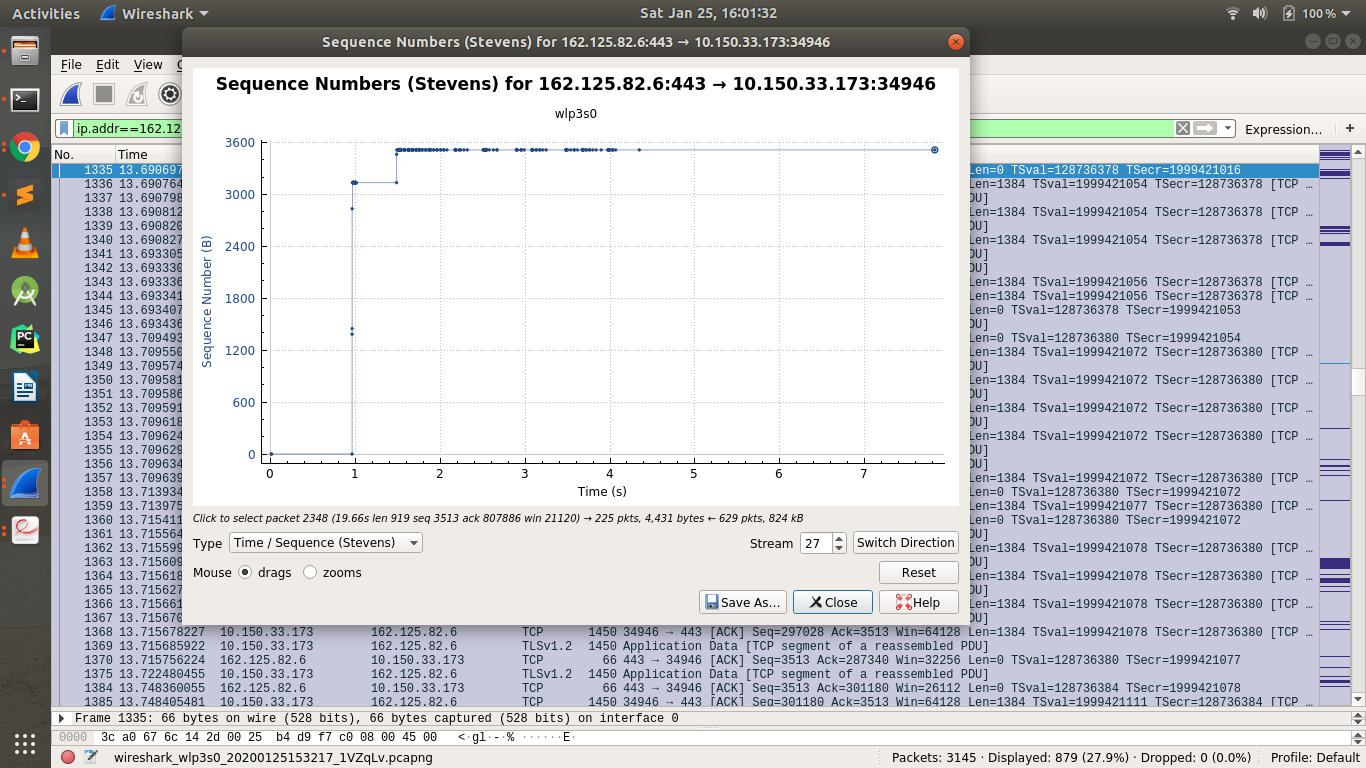 Activities Wireshark Sat Jan 25, 16:01:32 100%
Sequence Numbers (Stevens) for 162.125.82.6:443 → 10.150.33.173:34946
File Edit View
ip.addr==162.12 Expression… +
No. Time
Sequence Numbers (Stevens) for 162.125.82.6:443 → 10.150.33.173:34946
wlp3s0
Sequence Number (B)
3600
3000
2400
1800
1200
600
0
0 1 2 3 4 5 6 7
Time (s)
Click to select packet 2348 (19.66s len 919 seq 3513 ack 807886 win 21120) → 225 pkts, 4,431 bytes ← 629 pkts, 824 kB
Type Time / Sequence (Stevens) Stream 27 Switch Direction
Mouse drags zooms Reset
Save As… Close Help
1335 13.690697 Len=0 TSval=128736378 TSecr=1999421016
1336 13.690764 Len=1384 TSval=1999421054 TSecr=128736378 [TCP …
1337 13.690798 DU]
1338 13.690812 Len=1384 TSval=1999421054 TSecr=128736378 [TCP …
1339 13.690820 DU]
1340 13.690827 Len=1384 TSval=1999421054 TSecr=128736378 [TCP …
1341 13.693305 DU]
1342 13.693330 DU]
1343 13.693336 Len=1384 TSval=1999421056 TSecr=128736378 [TCP …
1344 13.693341 Len=1384 TSval=1999421056 TSecr=128736378 [TCP …
1345 13.693407 Len=0 TSval=128736378 TSecr=1999421053
1346 13.693436 DU]
1347 13.709493 Len=0 TSval=128736380 TSecr=1999421054
1348 13.709550 Len=1384 TSval=1999421072 TSecr=128736380 [TCP …
1349 13.709574 DU]
1350 13.709581 Len=1384 TSval=1999421072 TSecr=128736380 [TCP …
1351 13.709586 DU]
1352 13.709591 Len=1384 TSval=1999421072 TSecr=128736380 [TCP …
1353 13.709618 DU]
1354 13.709624 Len=1384 TSval=1999421072 TSecr=128736380 [TCP …
1355 13.709629 DU]
1356 13.709634 DU]
1357 13.709639 Len=1384 TSval=1999421072 TSecr=128736380 [TCP …
1358 13.713934 Len=0 TSval=128736380 TSecr=1999421072
1359 13.713975 Len=1384 TSval=1999421077 TSecr=128736380 [TCP …
1360 13.715411 Len=0 TSval=128736380 TSecr=1999421072
1361 13.715564 DU]
1362 13.715599 Len=1384 TSval=1999421078 TSecr=128736380 [TCP …
1363 13.715609 DU]
1364 13.715618 Len=1384 TSval=1999421078 TSecr=128736380 [TCP …
1365 13.715627 DU]
1366 13.715661 Len=1384 TSval=1999421078 TSecr=128736380 [TCP …
1367 13.715670 DU]
1368 13.715678227 10.150.33.173 162.125.82.6 TCP 1450 34946 → 443 [ACK] Seq=297028 Ack=3513 Win=64128 Len=1384 TSval=1999421078 TSecr=128736380 [TCP …
1369 13.715685922 10.150.33.173 162.125.82.6 TLSv1.2 1450 Application Data [TCP segment of a reassembled PDU]
1370 13.715756224 162.125.82.6 10.150.33.173 TCP 66 443 → 34946 [ACK] Seq=3513 Ack=287340 Win=32256 Len=0 TSval=128736380 TSecr=1999421077
1375 13.722480455 10.150.33.173 162.125.82.6 TLSv1.2 1450 Application Data [TCP segment of a reassembled PDU]
1384 13.748360055 162.125.82.6 10.150.33.173 TCP 66 443 → 34946 [ACK] Seq=3513 Ack=301180 Win=26112 Len=0 TSval=128736384 TSecr=1999421078
1385 13.748405481 10.150.33.173 162.125.82.6 TCP 1450 34946 → 443 [ACK] Seq=301180 Ack=3513 Win=64128 Len=1384 TSval=1999421111 TSecr=128736384 [TCP …
Frame 1335: 66 bytes on wire (528 bits), 66 bytes captured (528 bits) on interface 0
0000 3c a0 67 6c 14 2d 00 25 b4 d9 f7 c0 08 00 45 00 <·gl·-·% ······E·
wireshark_wlp3s0_20200125153217_1VZqLv.pcapng Packets: 3145 · Displayed: 879 (27.9%) · Dropped: 0 (0.0%) Profile: Default
PC